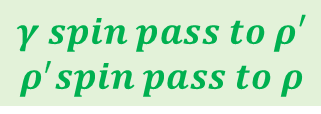 γ spin pass to ρ′
ρ′ spin pass to ρ